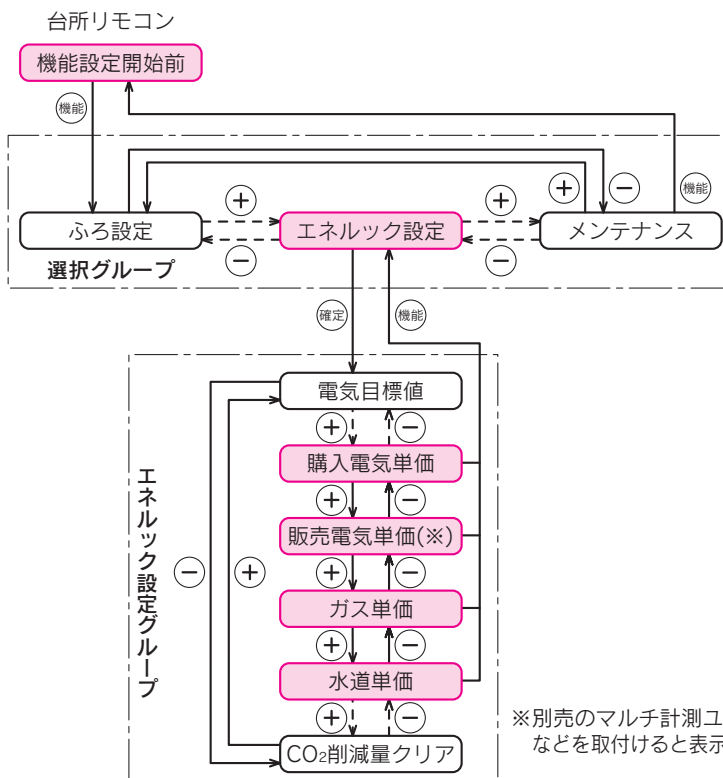 台所リモコン
機能設定開始前
機能
＋
＋
＋
－
機能
ふろ設定
エネルック設定
メンテナンス
－
－
選択グループ
確定
機能
電気目標値
＋
－
購入電気単価
＋
－
販売電気単価(※)
－
＋
＋
－
ガス単価
＋
－
水道単価
＋
－
CO₂削減量クリア
エネルック設定グループ
※別売のマルチ計測ユ
などを取付けると表示